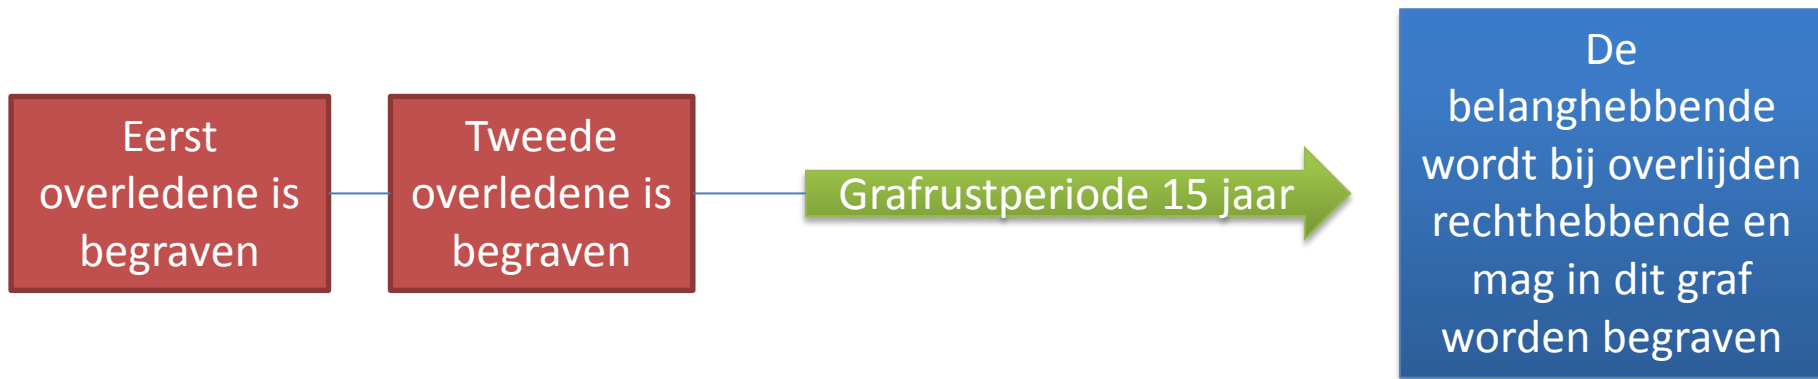 Eerst
overledene is
begraven
Tweede
overledene is
begraven
Grafrustperiode 15 jaar
De
belanghebbende
wordt bij overlijden
rechthebbende en
mag in dit graf
worden begraven